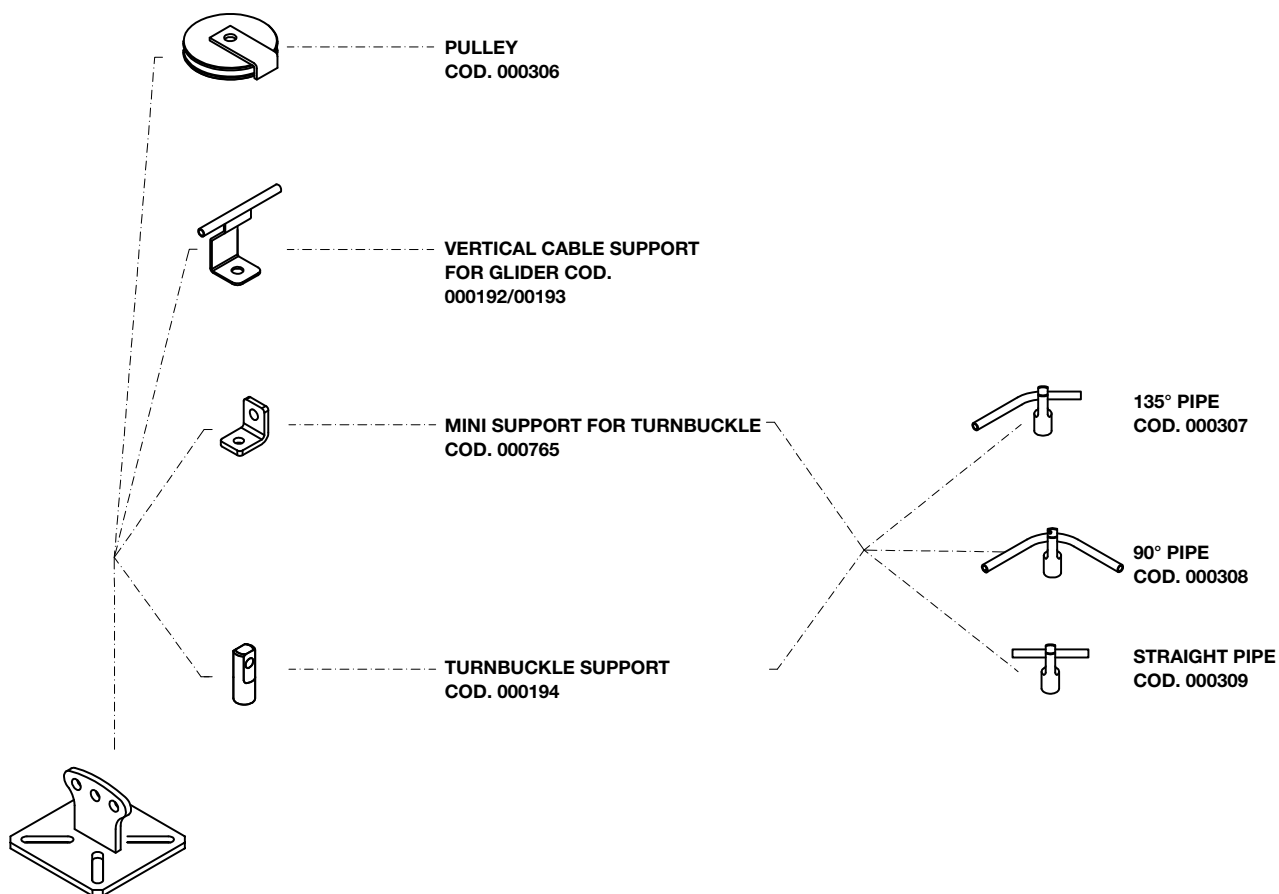 PULLEY
COD. 000306
VERTICAL CABLE SUPPORT
FOR GLIDER COD.
000192/00193
MINI SUPPORT FOR TURNBUCKLE
COD. 000765
TURNBUCKLE SUPPORT
COD. 000194
135° PIPE
COD. 000307
90° PIPE
COD. 000308
STRAIGHT PIPE
COD. 000309